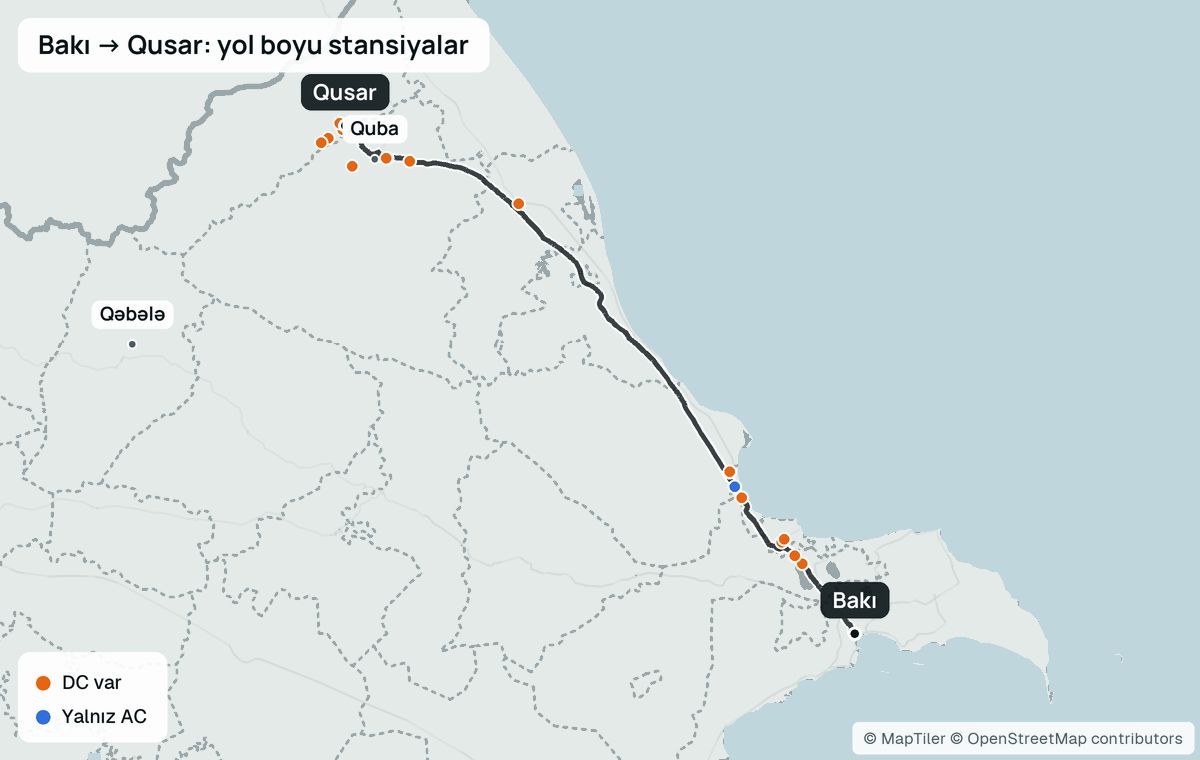 Bakı → Qusar: yol boyu stansiyalar
Qusar
Quba
Qəbələ
Bakı
DC var
Yalnız AC
© MapTiler © OpenStreetMap contributors